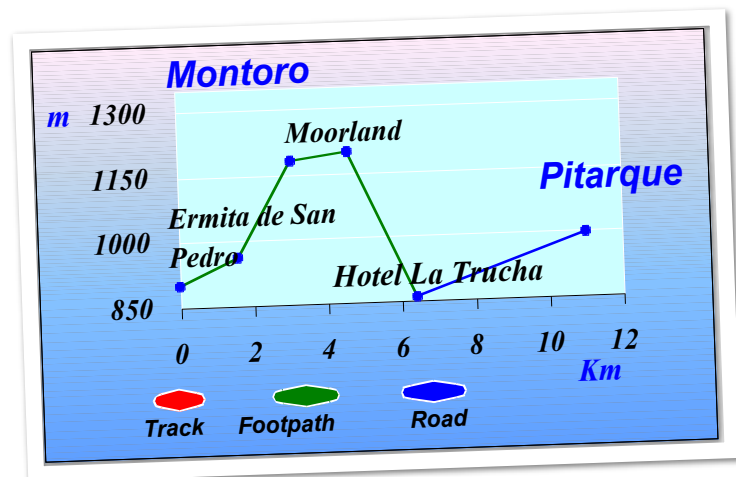 Montoro
m
1300
Moorland
1150
Pitarque
Ermita de San
1000
Pedro
Hotel La Trucha
850
0 2 4 6 8 10 12
Km
Track Footpath Road